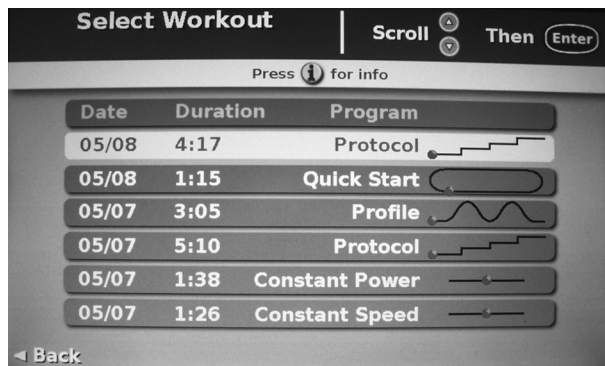 Select Workout
Scroll Then Enter
Press i for info
Date Duration Program
05/08 4:17 Protocol
05/08 1:15 Quick Start
05/07 3:05 Profile
05/07 5:10 Protocol
05/07 1:38 Constant Power
05/07 1:26 Constant Speed
Back